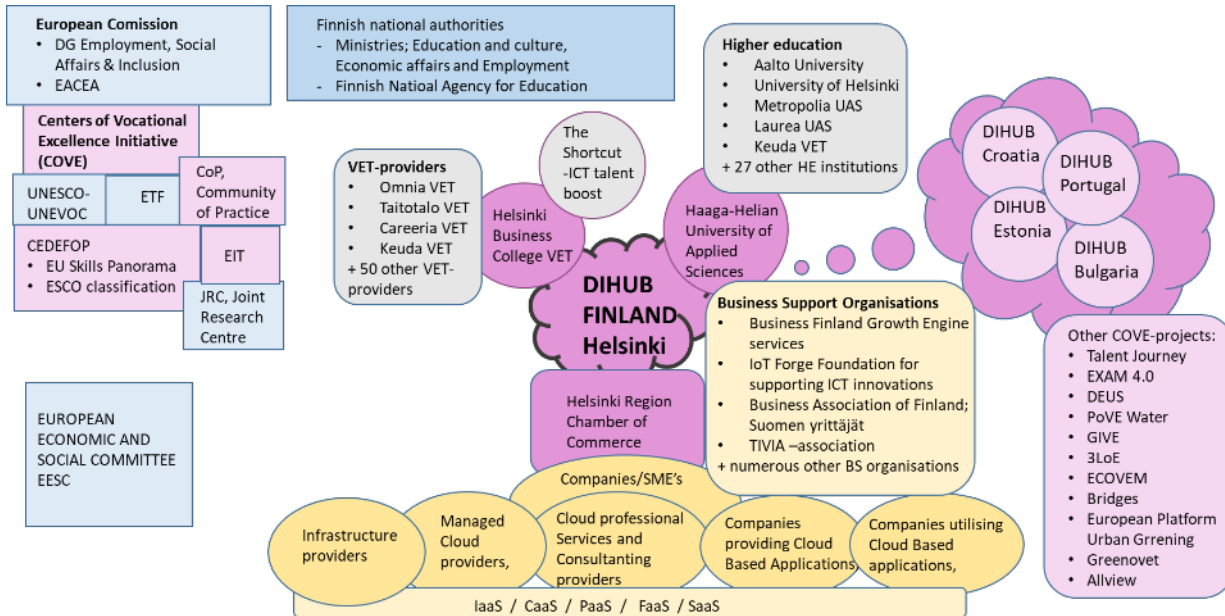 European Comission
• DG Employment, Social
Affairs & Inclusion
• EACEA
Centers of Vocational
Excellence Initiative
(COVE)
UNESCO-
UNEVOC
ETF
CoP,
Community
of Practice
CEDEFOP
• EU Skills Panorama
• ESCO classification
EIT
JRC, Joint
Research
Centre
EUROPEAN
ECONOMIC AND
SOCIAL COMMITTEE
EESC
Finnish national authorities
- Ministries; Education and culture,
Economic affairs and Employment
- Finnish Natioal Agency for Education
VET-providers
• Omnia VET
• Taitotalo VET
• Careeria VET
• Keuda VET
+ 50 other VET-
providers
The
Shortcut
-ICT talent
boost
Helsinki
Business
College VET
Higher education
• Aalto University
• University of Helsinki
• Metropolia UAS
• Laurea UAS
• Keuda VET
+ 27 other HE institutions
Haaga-Helian
University of
Applied
Sciences
DIHUB
FINLAND
Helsinki
DIHUB
Croatia
DIHUB
Portugal
DIHUB
Estonia
DIHUB
Bulgaria
Business Support Organisations
• Business Finland Growth Engine
services
• IoT Forge Foundation for
supporting ICT innovations
• Business Association of Finland;
Suomen yrittäjät
• TIVIA –association
+ numerous other BS organisations
Helsinki Region
Chamber of
Commerce
Other COVE-projects:
• Talent Journey
• EXAM 4.0
• DEUS
• PoVE Water
• GIVE
• 3LoE
• ECOVEM
• Bridges
• European Platform
Urban Grrening
• Greenovet
• Allview
Companies/SME's
Infrastructure
providers
Managed
Cloud
providers,
Cloud professional
Services and
Consultanting
providers
Companies
providing Cloud
Based Applications,
Companies utilising
Cloud Based
applications,
IaaS / CaaS / PaaS / FaaS / SaaS